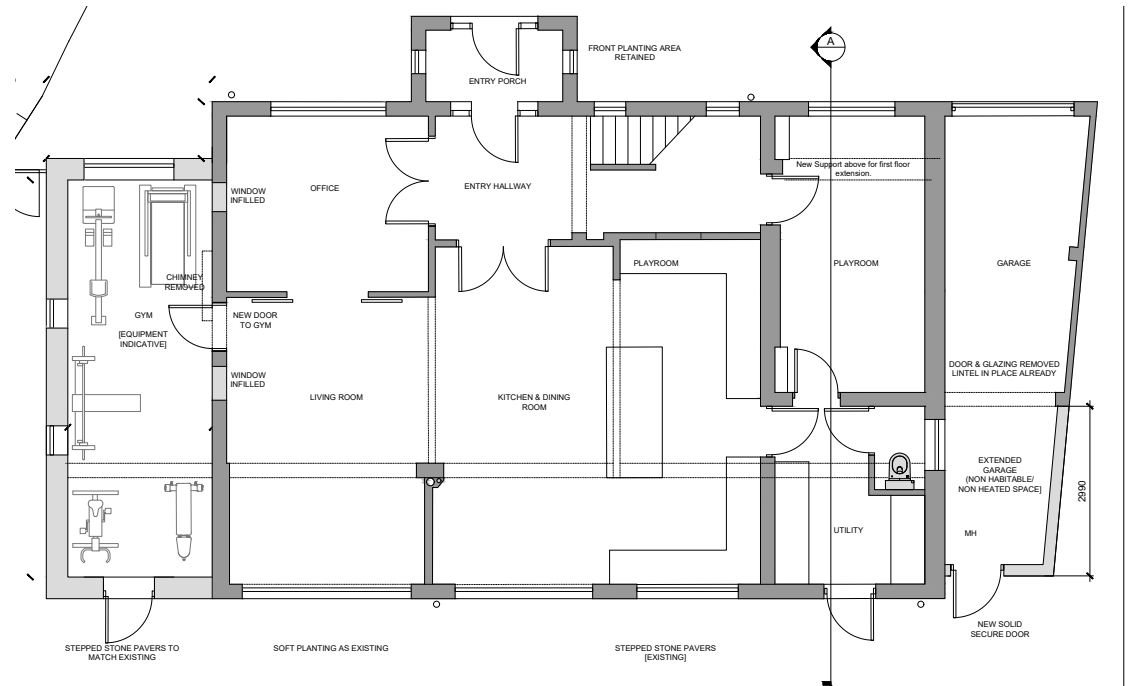 A
FRONT PLANTING AREA
RETAINED
ENTRY PORCH
New Support above for first floor
extension.
OFFICE
ENTRY HALLWAY
WINDOW
INFILLED
PLAYROOM
PLAYROOM
GARAGE
CHIMNEY
REMOVED
GYM
[EQUIPMENT
INDICATIVE]
NEW DOOR
TO GYM
WINDOW
INFILLED
LIVING ROOM
KITCHEN & DINING
ROOM
DOOR & GLAZING REMOVED
LINTEL IN PLACE ALREADY
EXTENDED
GARAGE
(NON HABITABLE/
NON HEATED SPACE]
2990
UTILITY
MH
NEW SOLID
SECURE DOOR
STEPPED STONE PAVERS TO
MATCH EXISTING
SOFT PLANTING AS EXISTING
STEPPED STONE PAVERS
[EXISTING]